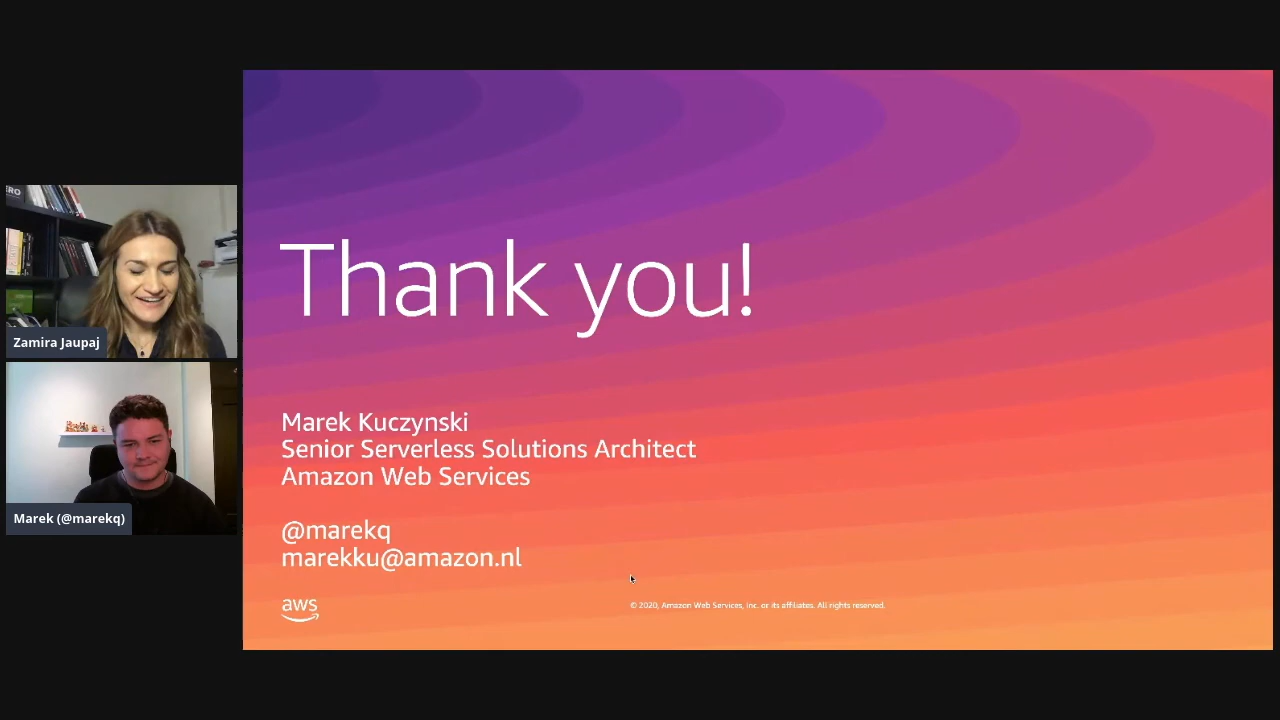 ERO
Zamira Jaupaj
Marek (@marekq)
Thank you!
Marek Kuczynski
Senior Serverless Solutions Architect
Amazon Web Services
@marekq
marekku@amazon.nl
aws
© 2020, Amazon Web Services, Inc. or its affiliates. All rights reserved.